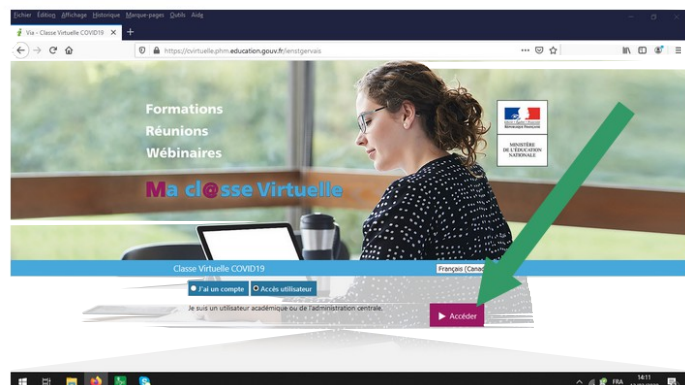 Fichier Édition Affichage Historique Marque-pages Outils Aide
Via - Classe Virtuelle COVID19
https://cvirtuelle.phm.education.gouv.fr/ienstgervais
Formations
Réunions
Wébinaires
Ma cl@sse Virtuelle
MINISTÈRE
DE L'ÉDUCATION
NATIONALE
Classe Virtuelle COVID19
Français (Canad
J'ai un compte
Accès utilisateur
Je suis un utilisateur académique ou de l'administration centrale.
Accéder
FRA
14:11